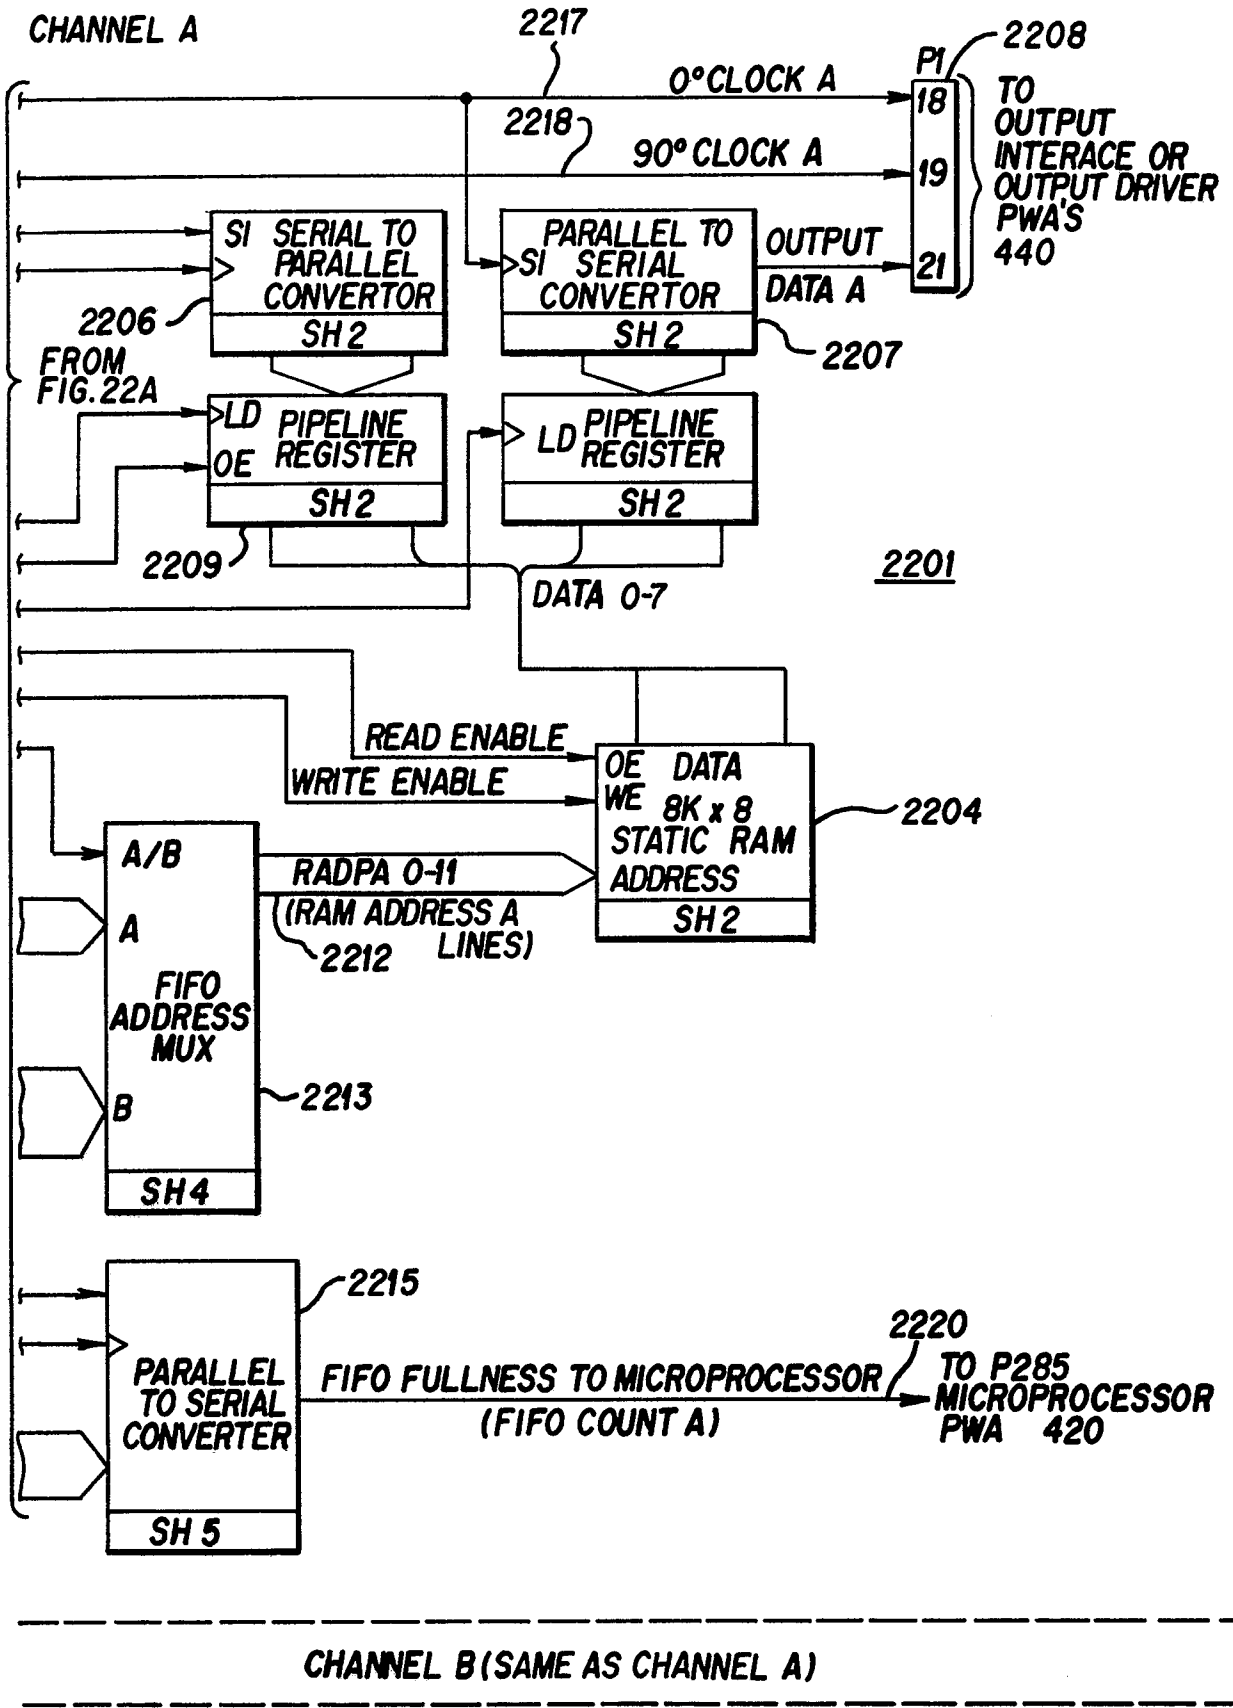 CHANNEL A
2217
2208
P1
0° CLOCK A
18
2218
90° CLOCK A
19
TO
OUTPUT
INTERACE OR
OUTPUT DRIVER
PWA'S
440
SI SERIAL TO
PARALLEL
CONVERTOR
SH 2
2206
PARALLEL TO
SI SERIAL
CONVERTOR
SH 2
OUTPUT
DATA A
21
2207
FROM
FIG. 22A
LD PIPELINE
REGISTER
OE
SH 2
2209
LD PIPELINE
REGISTER
SH 2
DATA 0-7
2201
READ ENABLE
WRITE ENABLE
OE DATA
WE 8K x 8
STATIC RAM
ADDRESS
SH 2
2204
A/B
A
FIFO
ADDRESS
MUX
B
SH 4
2213
RADPA 0-11
(RAM ADDRESS A
LINES)
2212
2215
PARALLEL
TO SERIAL
CONVERTER
SH 5
FIFO FULLNESS TO MICROPROCESSOR
(FIFO COUNT A)
2220
TO P285
MICROPROCESSOR
PWA 420
CHANNEL B (SAME AS CHANNEL A)